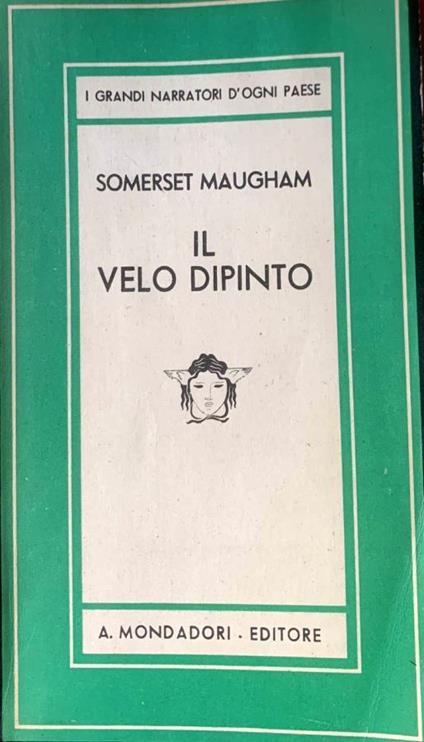 I GRANDI NARRATORI D'OGNI PAESE
SOMERSET MAUGHAM
IL
VELO DIPINTO
A. MONDADORI . EDITORE